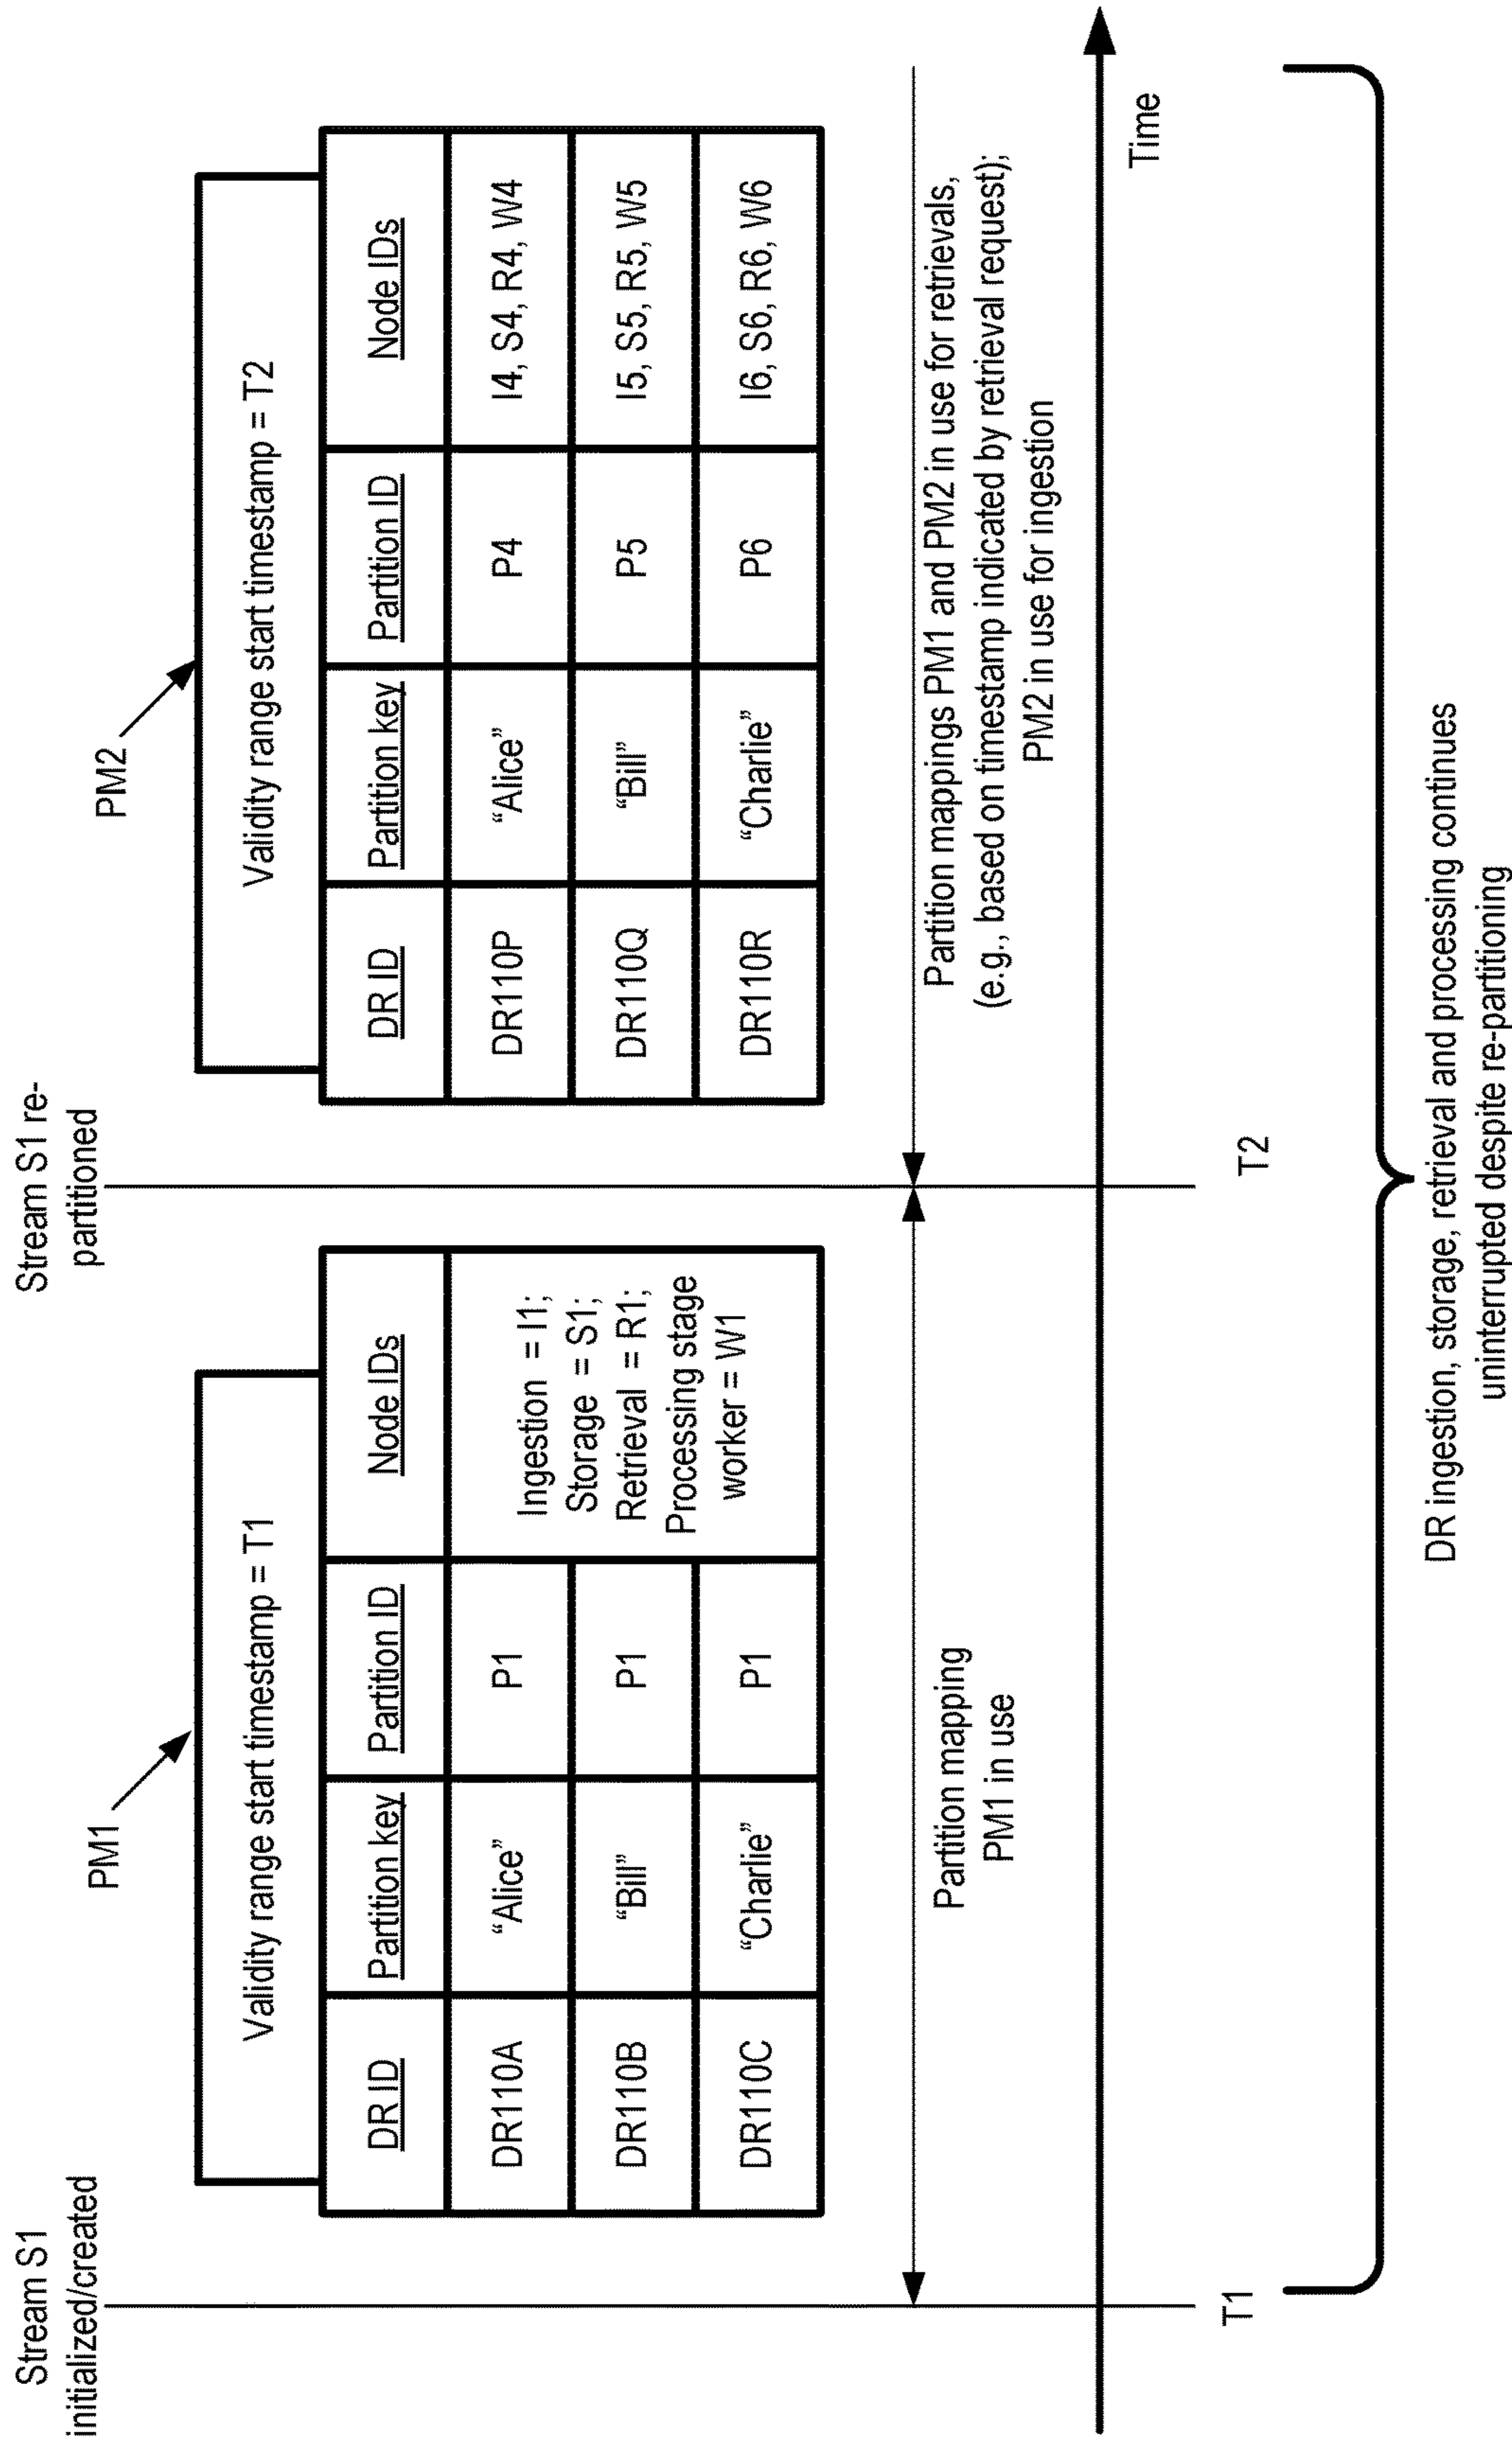 Stream S1
initialized/created
Stream S1 re-
partitioned
PM1
Validity range start timestamp = T1
DR ID
Partition key
Partition ID
Node IDs
DR110A
“Alice”
P1
DR110B
“Bill”
P1
DR110C
“Charlie”
P1
Ingestion = I1;
Storage = S1;
Retrieval = R1;
Processing stage
worker = W1
PM2
Validity range start timestamp = T2
DR ID
Partition key
Partition ID
Node IDs
DR110P
“Alice”
P4
I4, S4, R4, W4
DR110Q
“Bill”
P5
I5, S5, R5, W5
DR110R
“Charlie”
P6
I6, S6, R6, W6
Partition mapping
PM1 in use
Partition mappings PM1 and PM2 in use for retrievals,
(e.g., based on timestamp indicated by retrieval request);
PM2 in use for ingestion
Time
T1
T2
DR ingestion, storage, retrieval and processing continues
uninterrupted despite re-partitioning